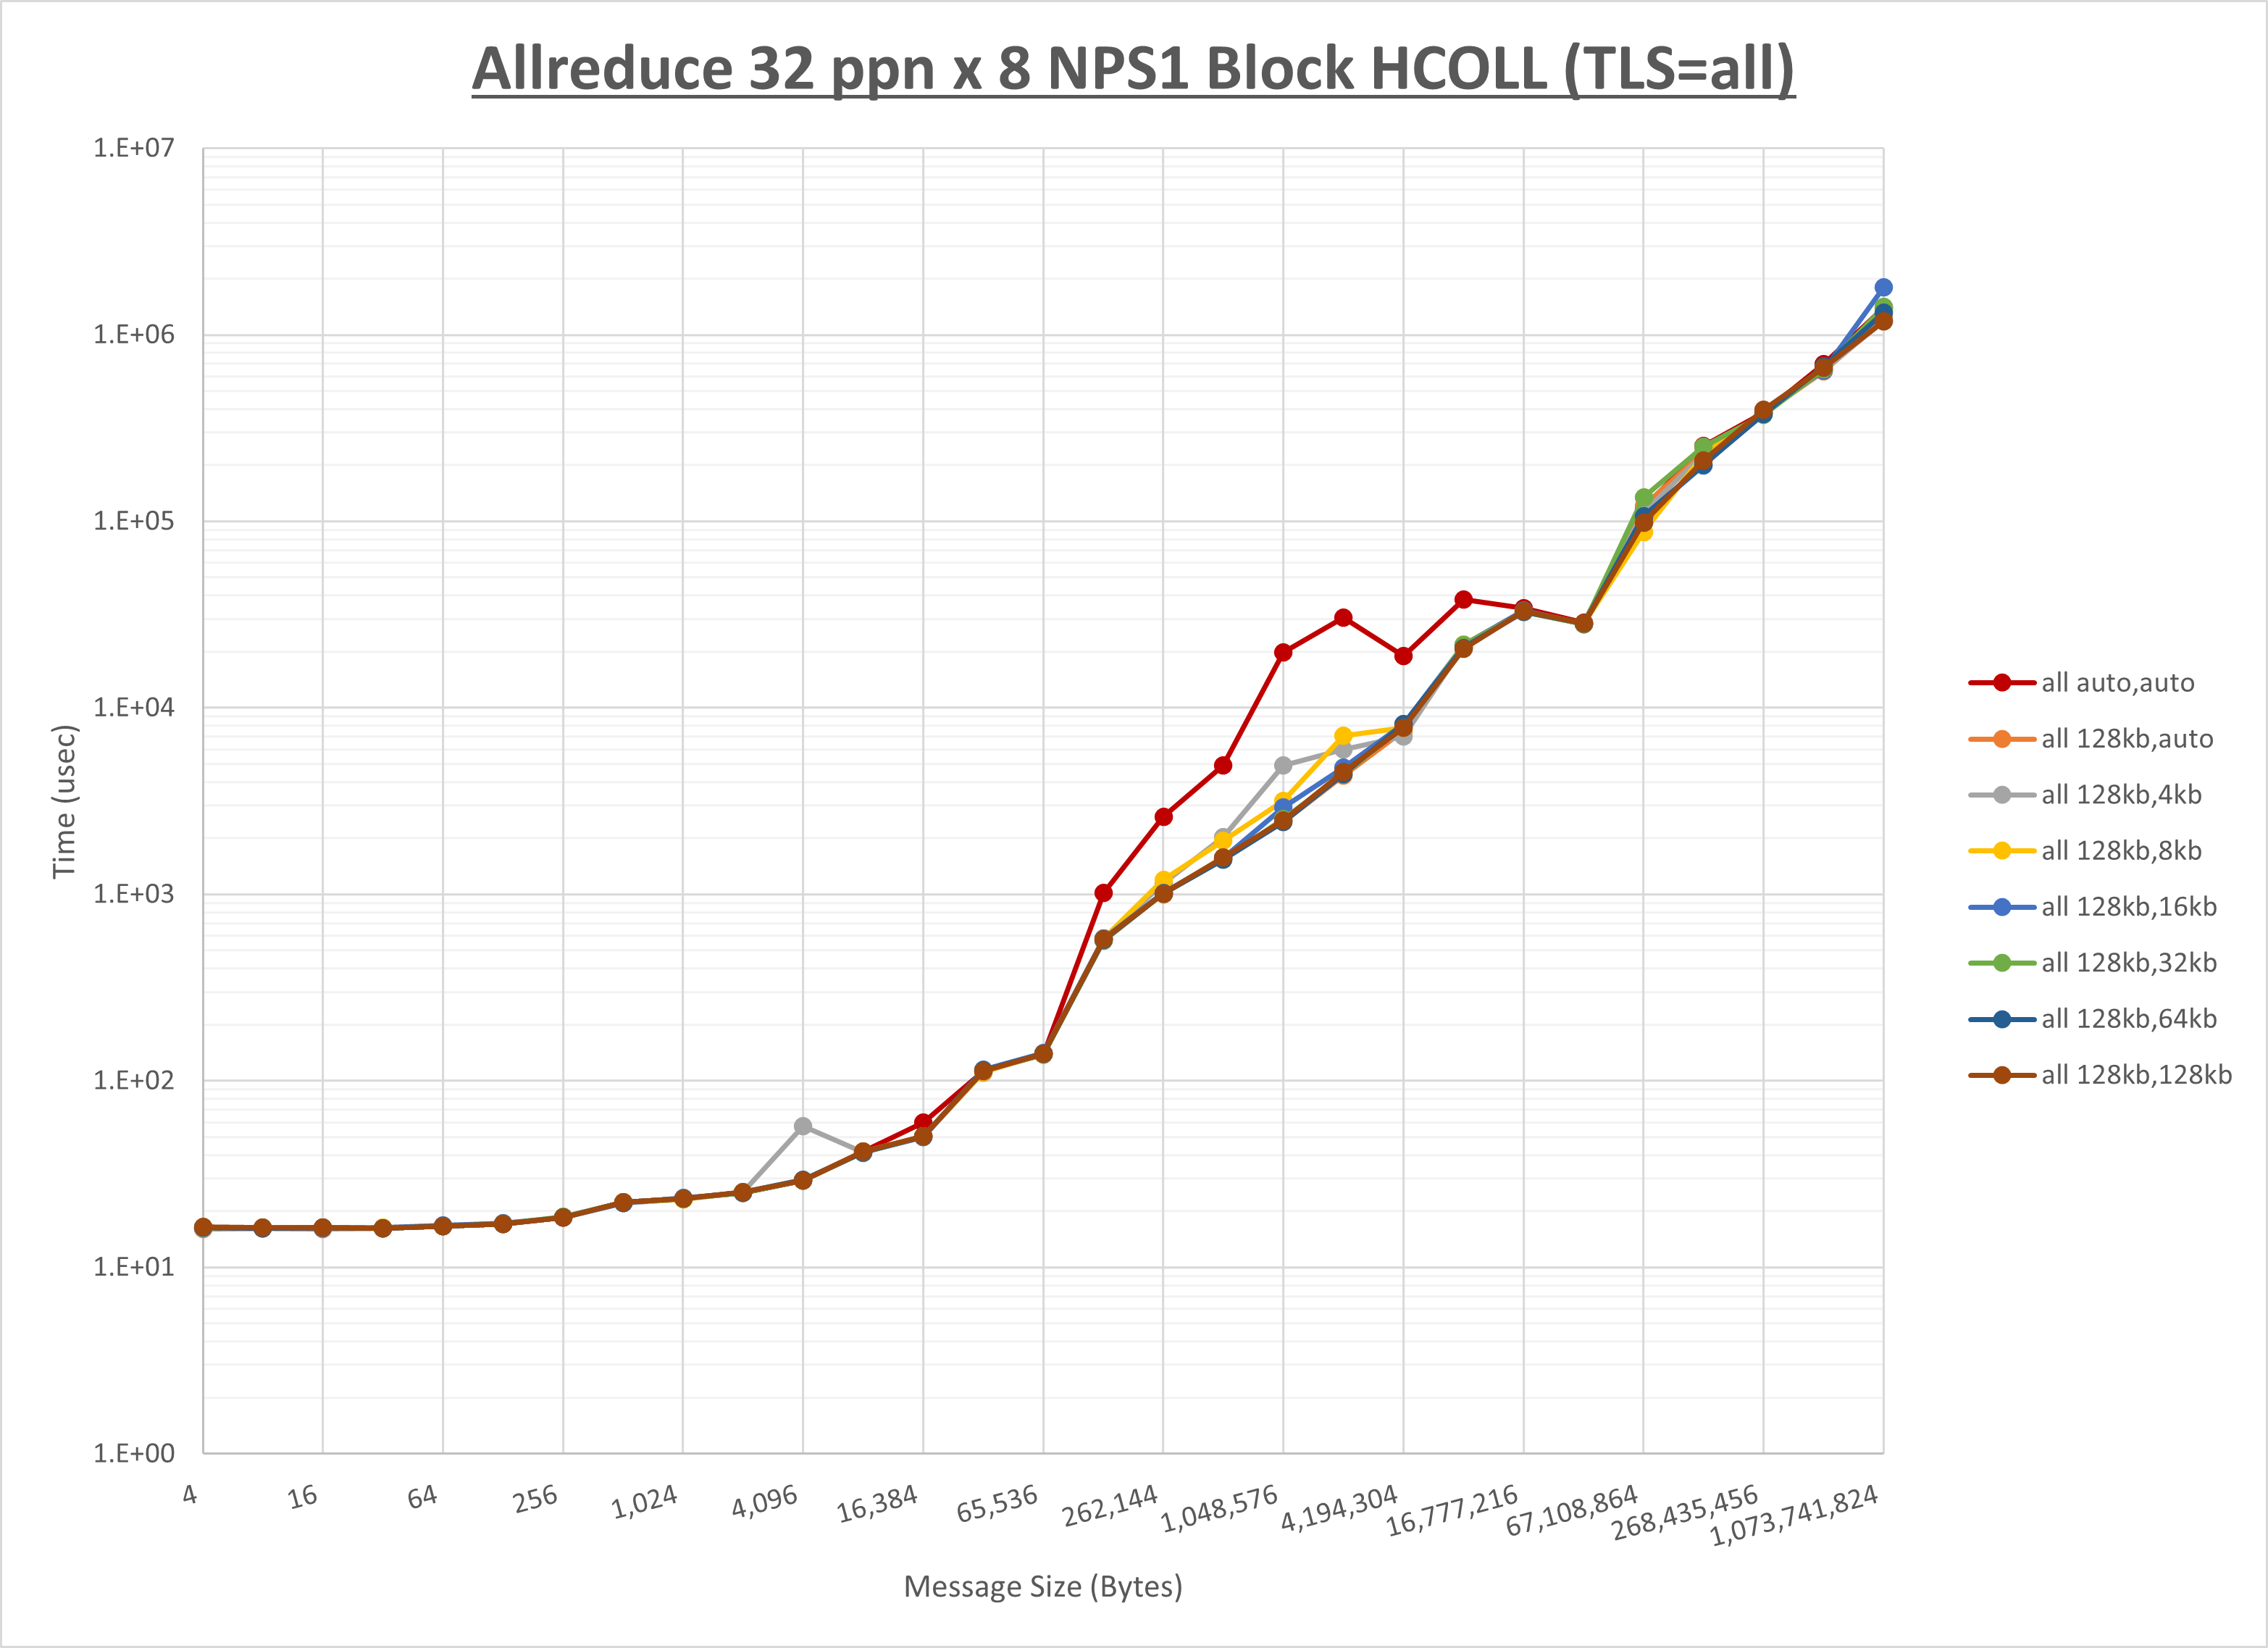 Allreduce 32 ppn x 8 NPS1 Block HCOLL (TLS=all)
1.E+07
1.E+06
1.E+05
1.E+04
1.E+03
1.E+02
1.E+01
1.E+00
Time (usec)
4
16
64
256
1,024
4,096
16,384
65,536
262,144
1,048,576
4,194,304
16,777,216
67,108,864
268,435,456
1,073,741,824
Message Size (Bytes)
all auto,auto
all 128kb,auto
all 128kb,4kb
all 128kb,8kb
all 128kb,16kb
all 128kb,32kb
all 128kb,64kb
all 128kb,128kb